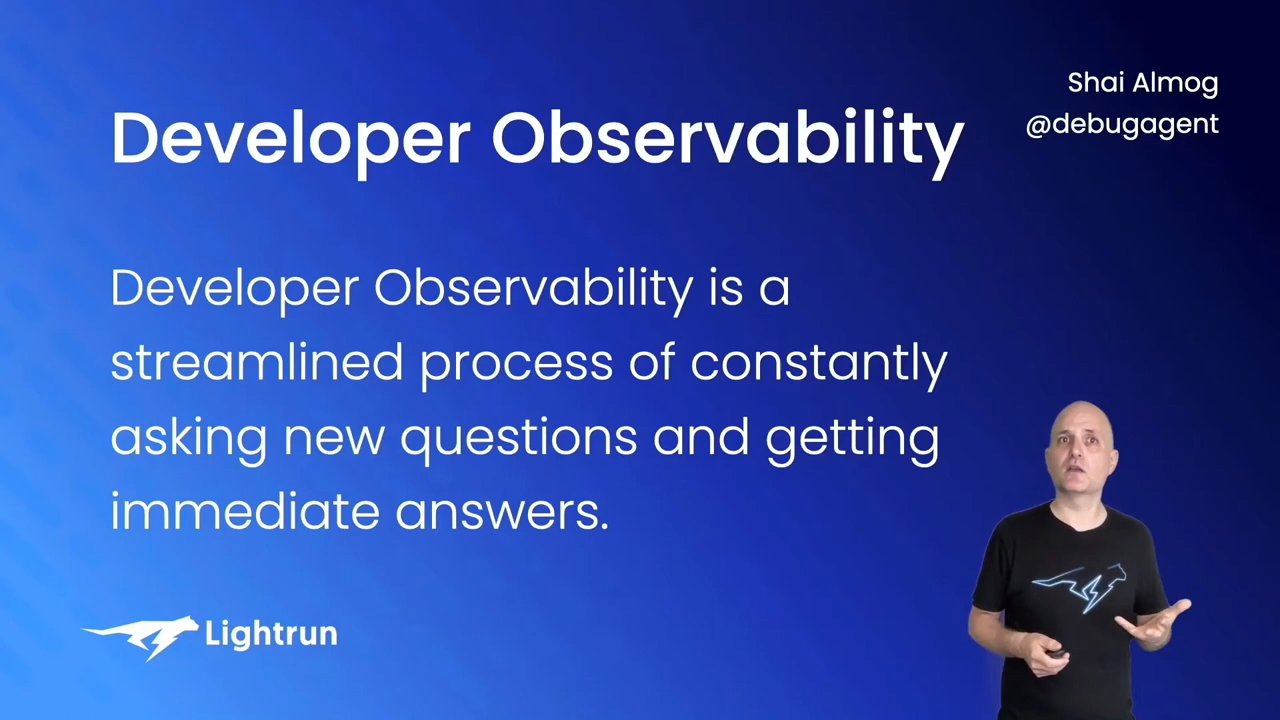 Shai Almog
@debugagent
Developer Observability
Developer Observability is a
streamlined process of constantly
asking new questions and getting
immediate answers.
Lightrun